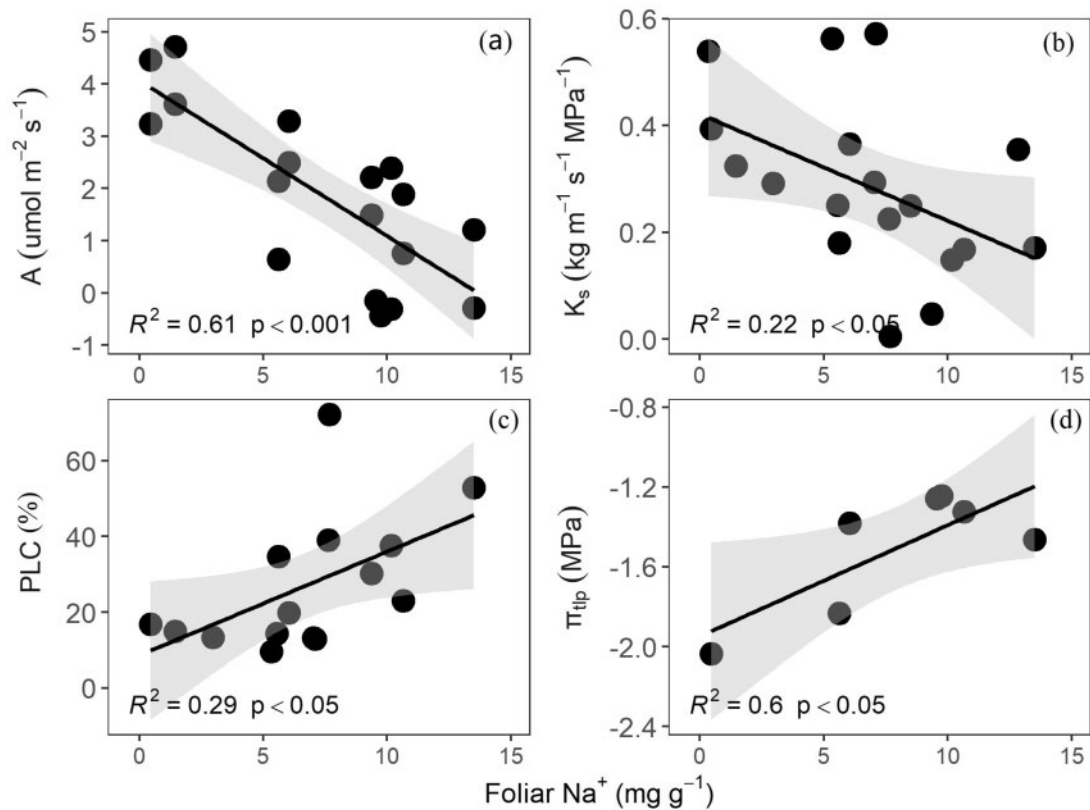 (a)
5
4
3
2
1
0
-1
A (umol m⁻² s⁻¹)
R² = 0.61 p < 0.001
0 5 10 15
(b)
0.6
0.4
0.2
0.0
Kₛ (kg m⁻¹ s⁻¹ MPa⁻¹)
R² = 0.22 p < 0.05
0 5 10 15
(c)
60
40
20
0
PLC (%)
R² = 0.29 p < 0.05
0 5 10 15
(d)
-0.8
-1.2
-1.6
-2.0
-2.4
π_tlp (MPa)
R² = 0.6 p < 0.05
0 5 10 15
Foliar Na⁺ (mg g⁻¹)